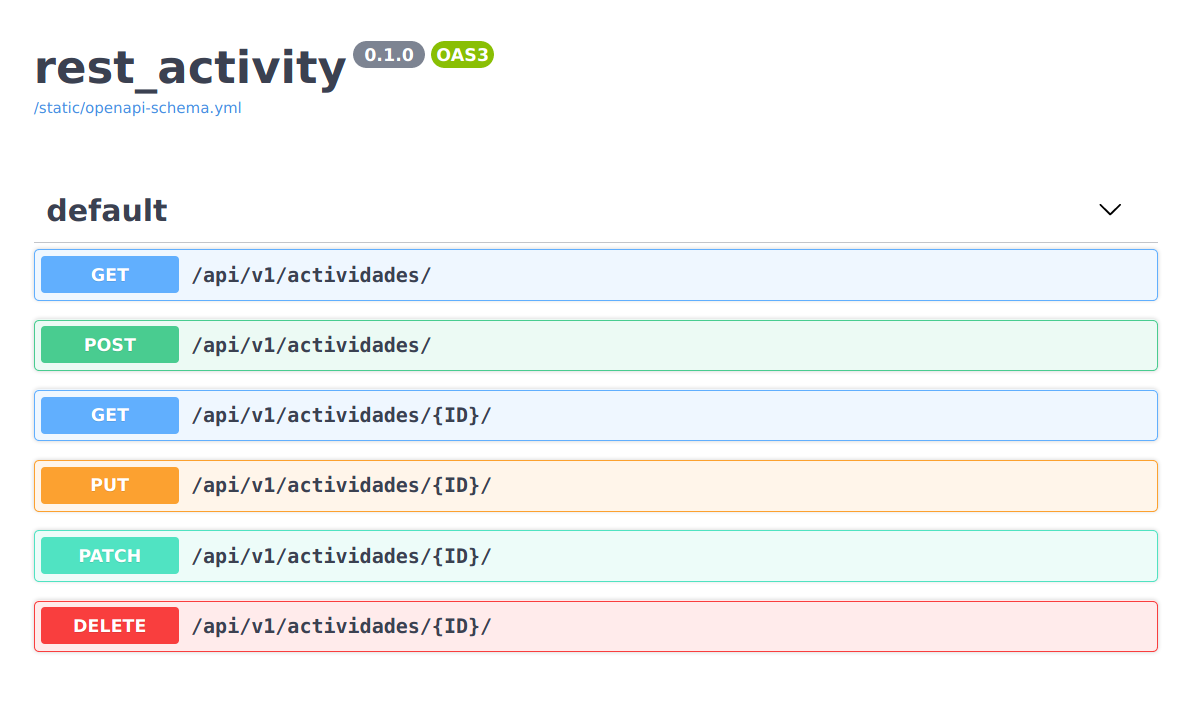 rest_activity 0.1.0 OAS3
/static/openapi-schema.yml
default
GET /api/v1/actividades/
POST /api/v1/actividades/
GET /api/v1/actividades/{ID}/
PUT /api/v1/actividades/{ID}/
PATCH /api/v1/actividades/{ID}/
DELETE /api/v1/actividades/{ID}/